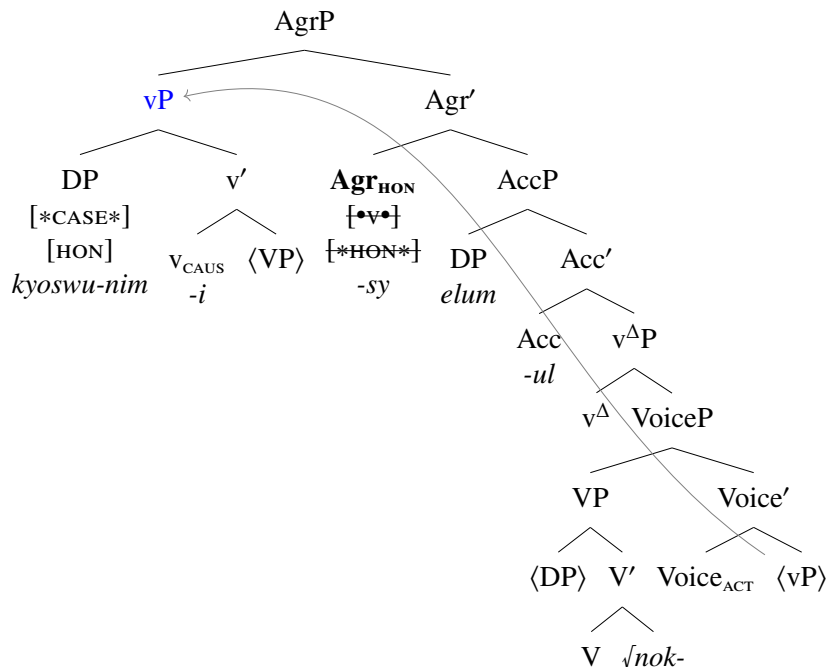 AgrP
vP Agr′
DP v′ Agr_HON AccP
[*CASE*] [•v•]
[HON] v_CAUS ⟨VP⟩ [*HON*] DP Acc′
kyoswu-nim -i -sy elum
Acc v^ΔP
-ul
v^Δ VoiceP
VP Voice′
⟨DP⟩ V′ Voice_ACT ⟨vP⟩
V √nok-